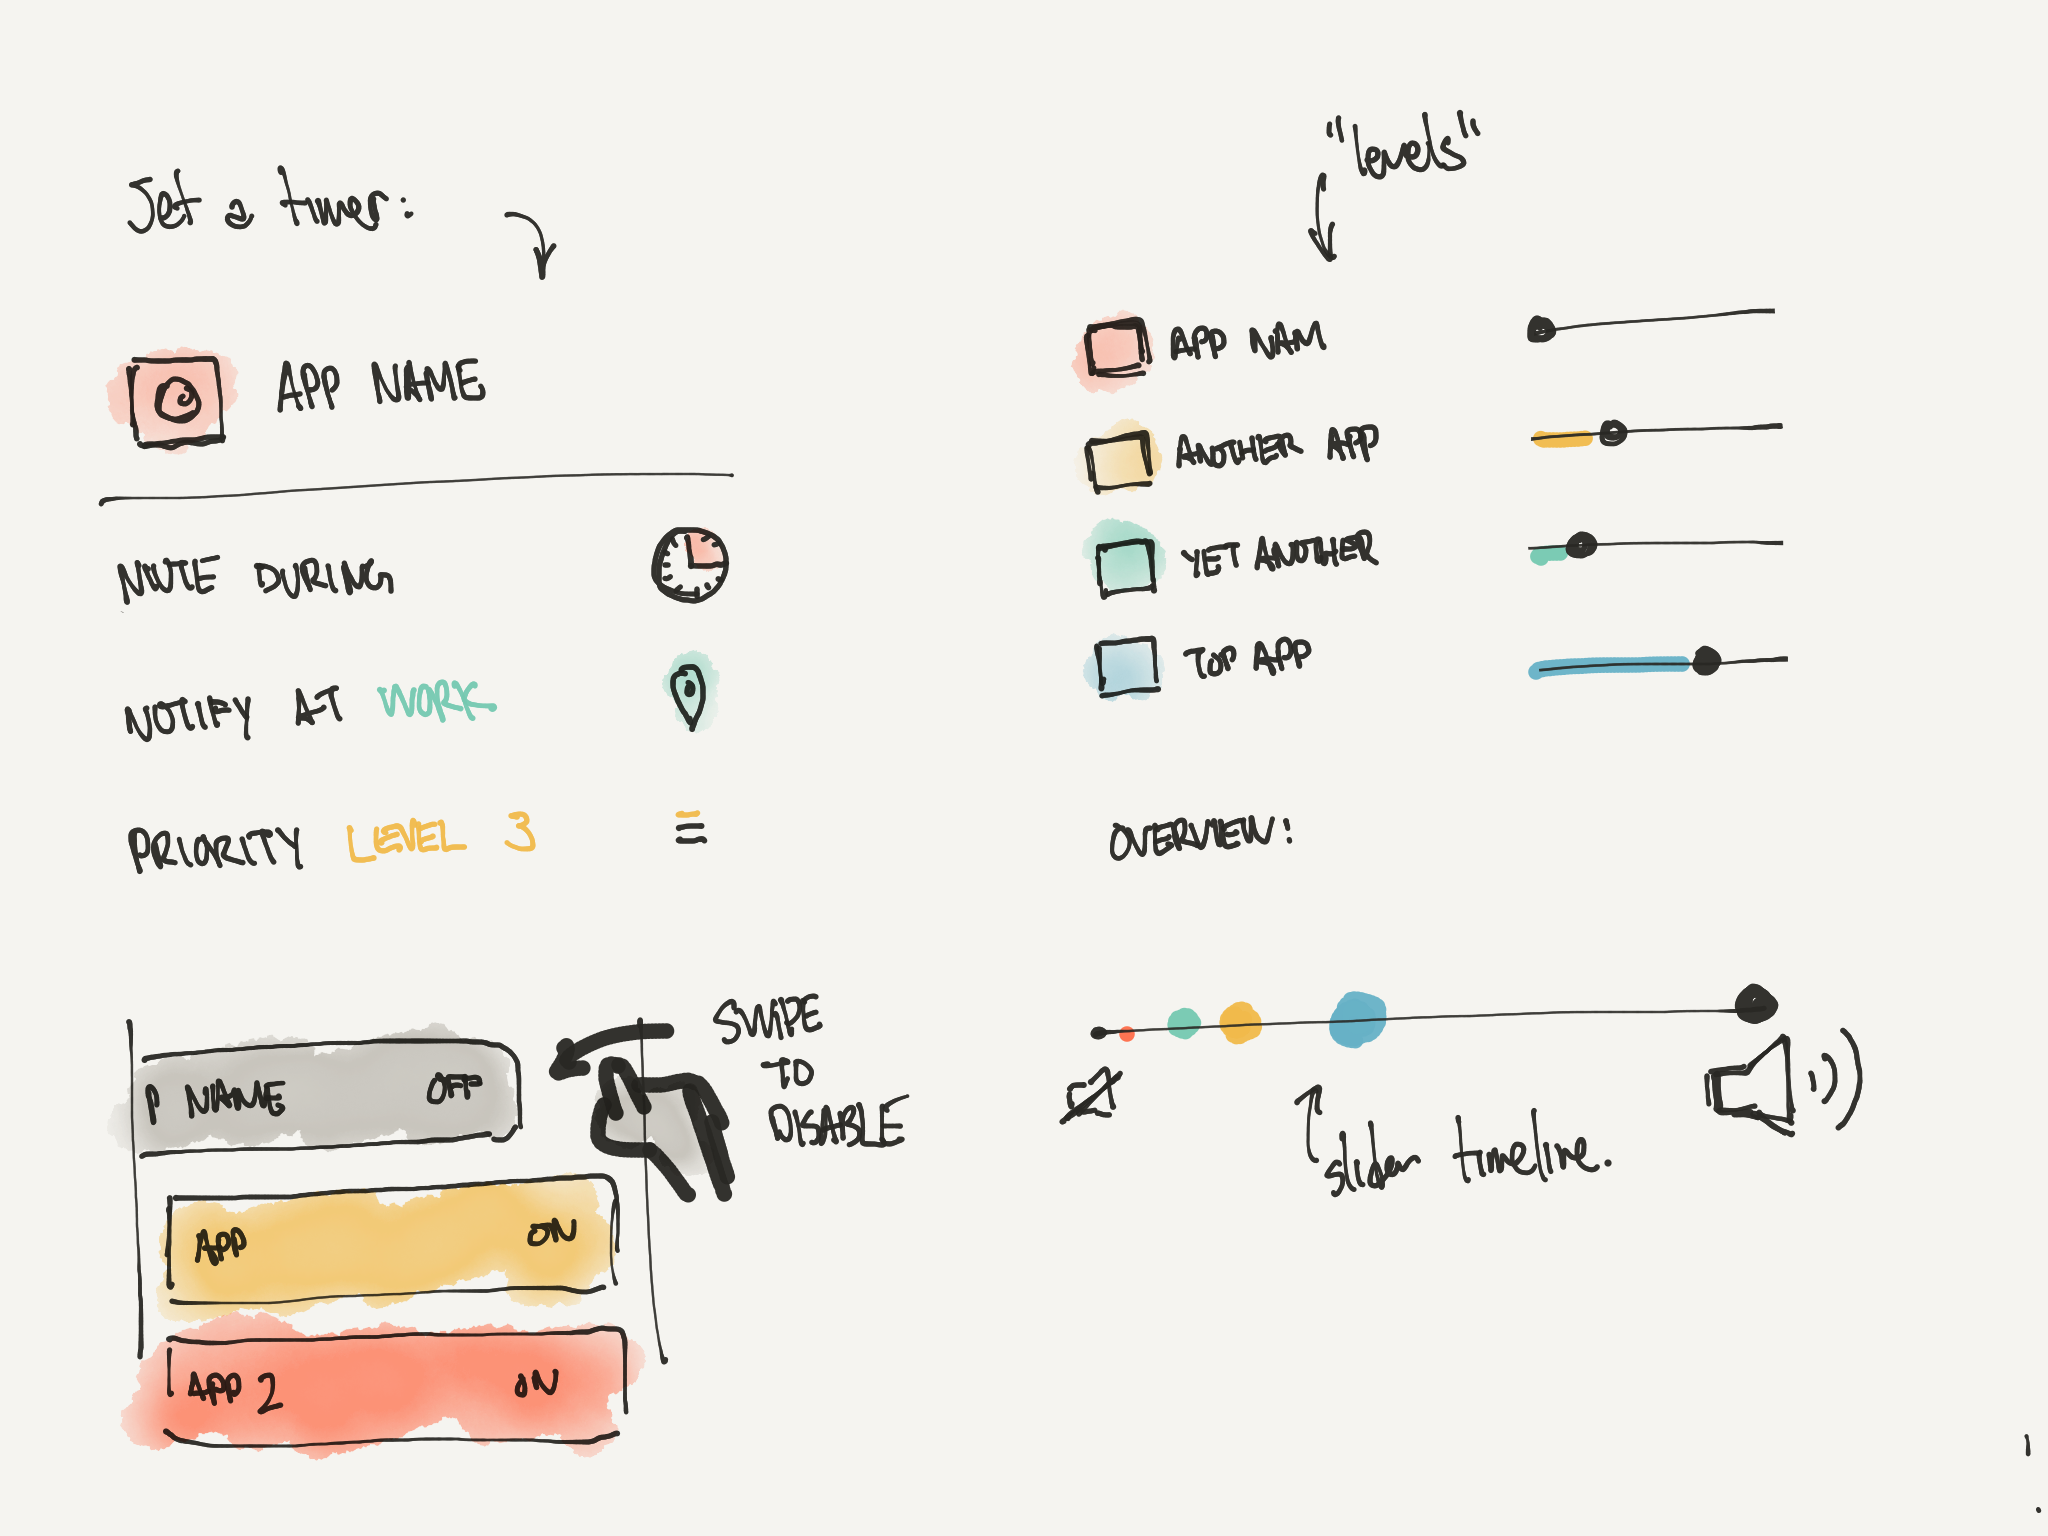 Set a timer:
APP NAME
MUTE DURING
NOTIFY AT WORK
PRIORITY LEVEL 3
P NAME OFF
SWIPE
TO
DISABLE
APP ON
APP 2 ON
"levels"
APP NAM
ANOTHER APP
YET ANOTHER
TOP APP
OVERVIEW:
slider timeline.